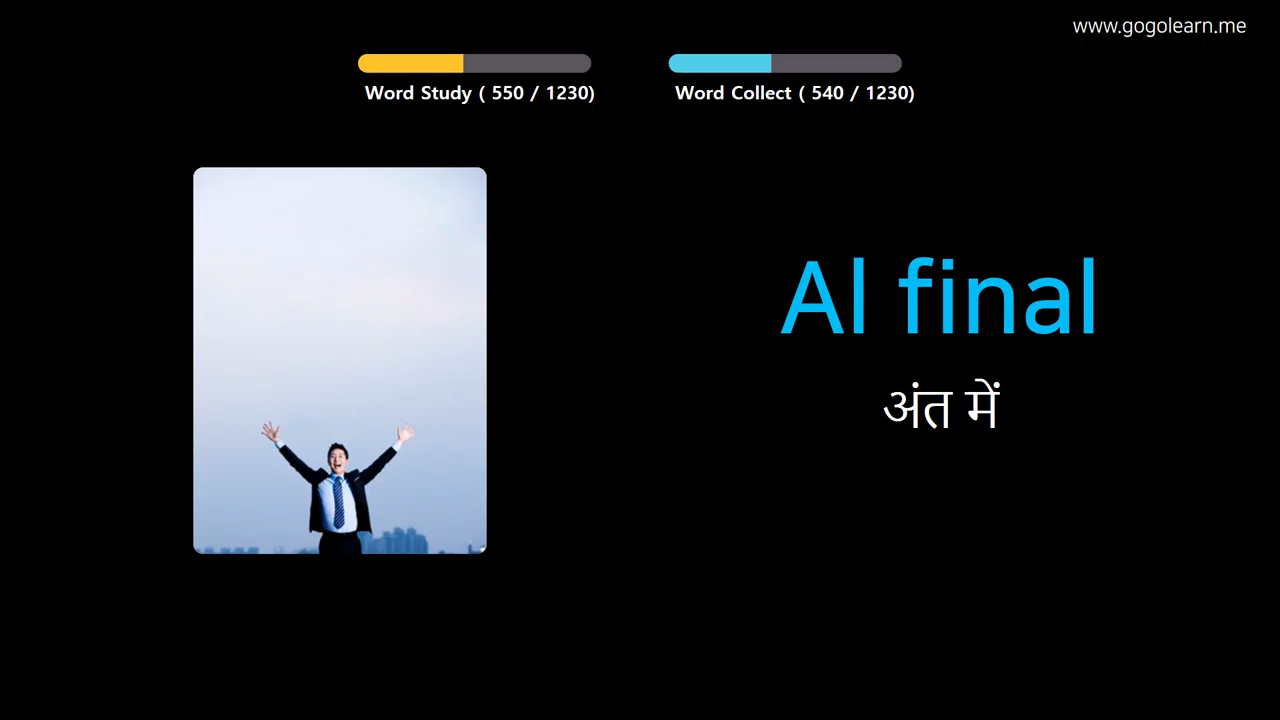 www.gogolearn.me
Word Study ( 550 / 1230)
Word Collect ( 540 / 1230)
Al final
अंत में